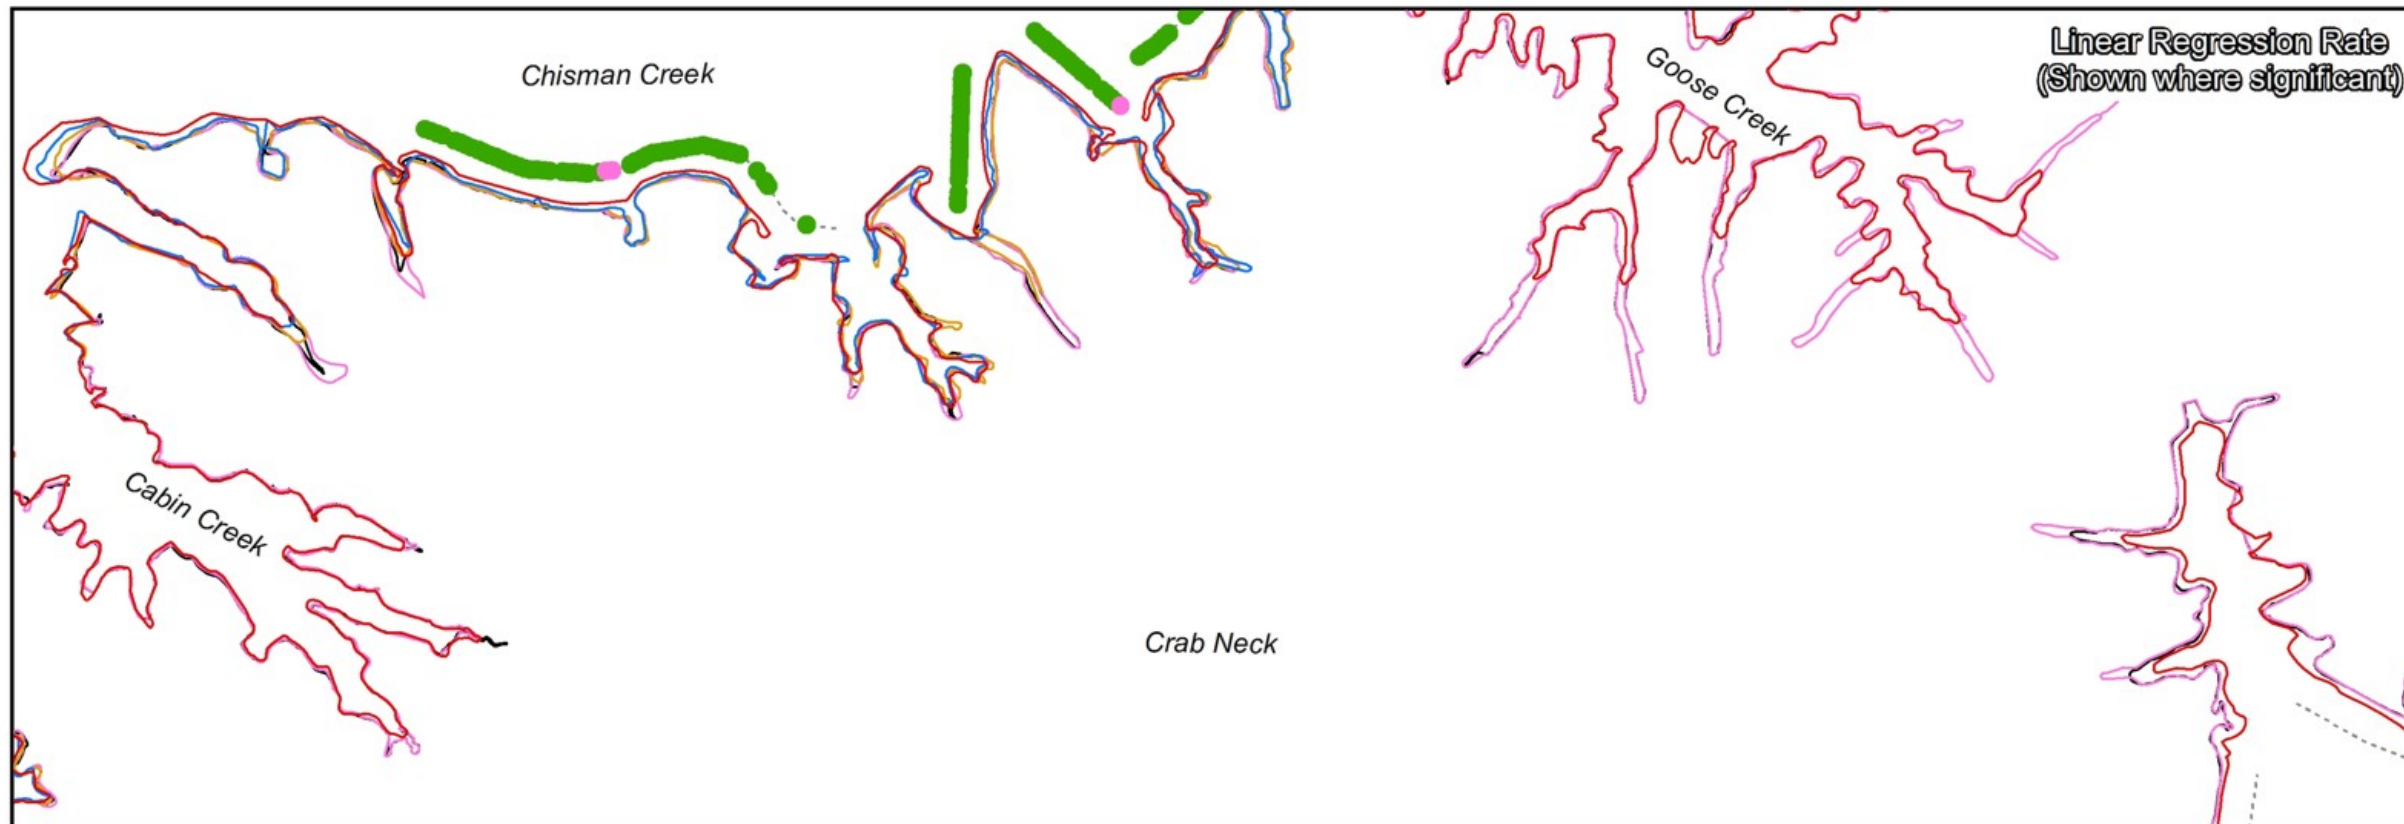 Linear Regression Rate
(Shown where significant)
Chisman Creek
Goose Creek
Cabin Creek
Crab Neck